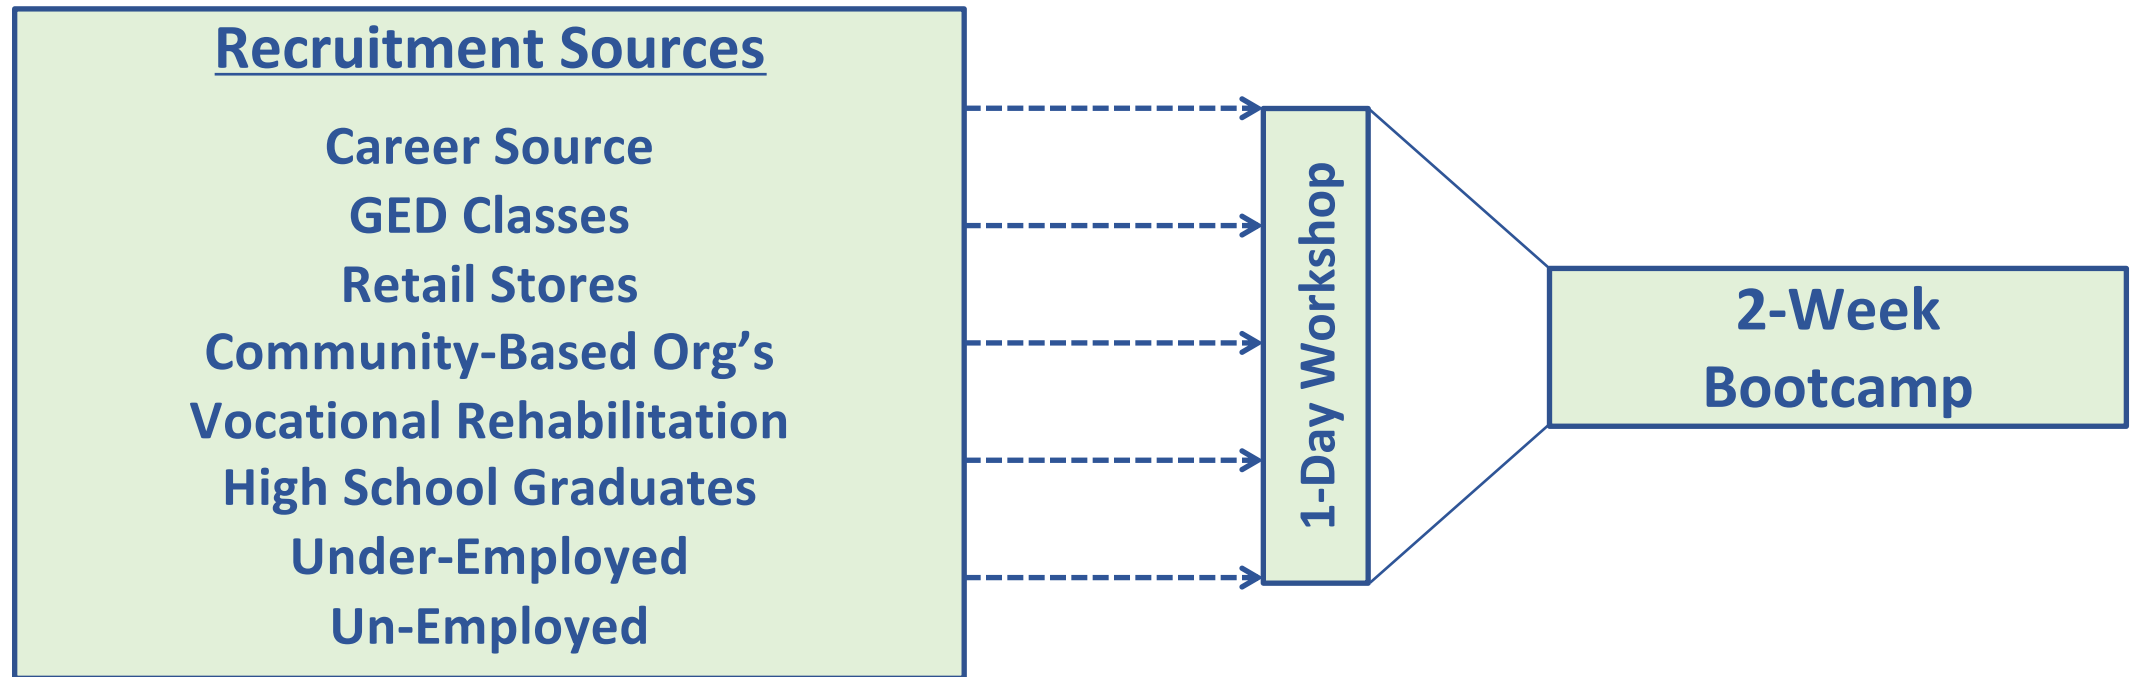 Recruitment Sources
Career Source
GED Classes
Retail Stores
Community-Based Org’s
Vocational Rehabilitation
High School Graduates
Under-Employed
Un-Employed
1-Day Workshop
2-Week
Bootcamp